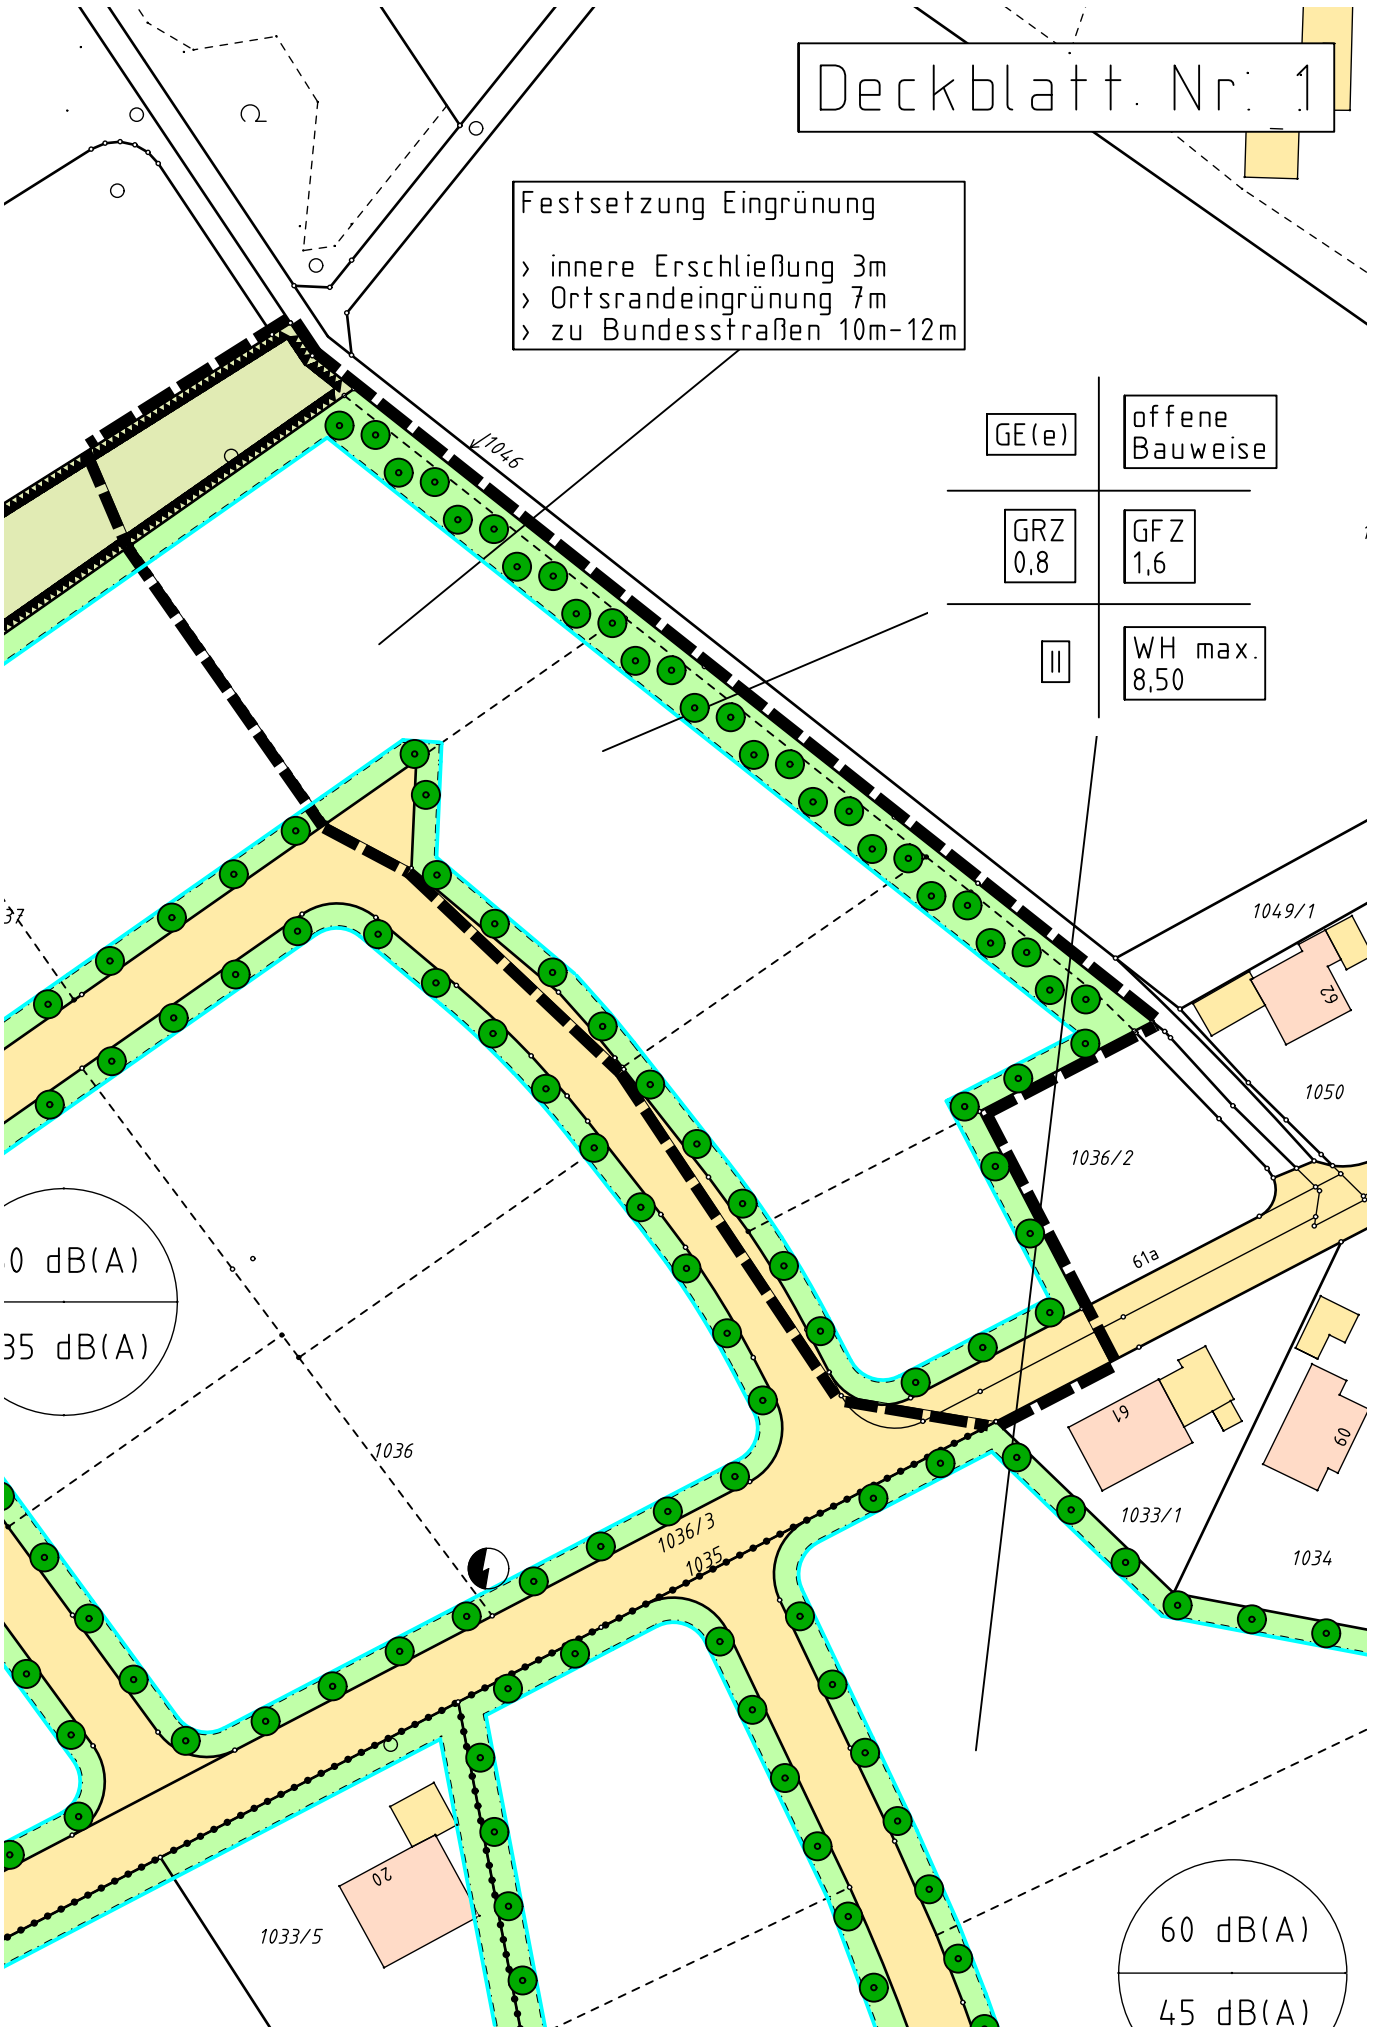 Deckblatt Nr. 1
Festsetzung Eingrünung
> innere Erschließung 3m
> Ortsrandeingrünung 7m
> zu Bundesstraßen 10m-12m
1046
GE(e)
offene
Bauweise
GRZ
0,8
GFZ
1,6
II
WH max.
8,50
37
1049/1
62
1050
1036/2
61a
0 dB(A)
35 dB(A)
61
60
1036
1036/3
1035
1033/1
1034
20
1033/5
60 dB(A)
45 dB(A)